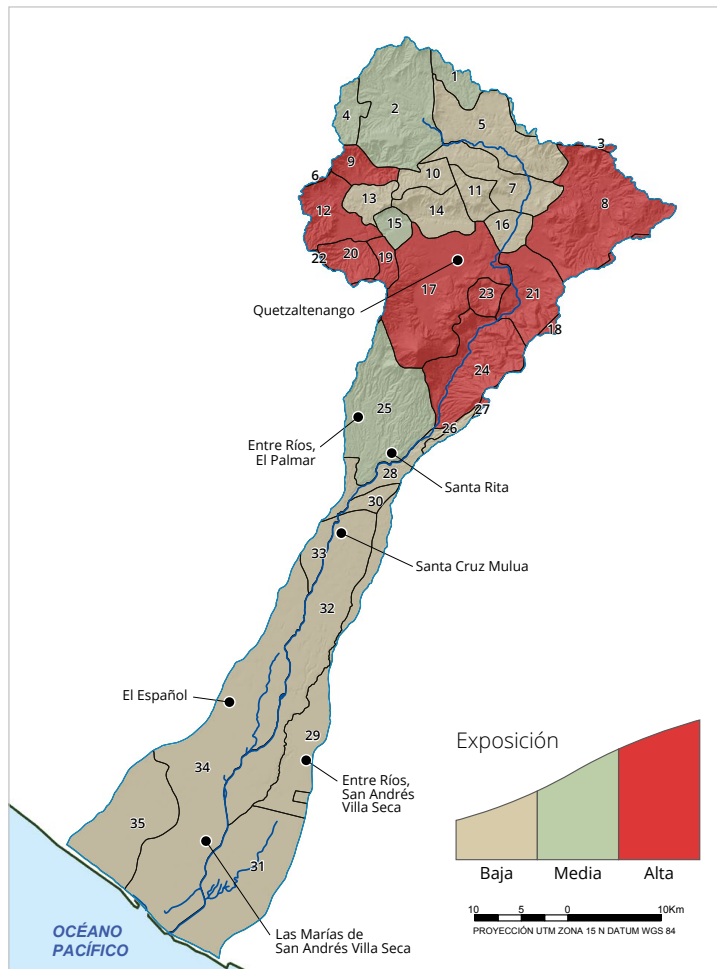 1
2
4
5
3
9
6
10
7
8
13
11
12
14
15
16
22
20
19
Quetzaltenango
17
23
21
18
24
25
27
26
Entre Ríos,
El Palmar
28
Santa Rita
30
33
Santa Cruz Mulua
32
El Español
29
34
Entre Ríos,
San Andrés
Villa Seca
35
31
Las Marías de
San Andrés Villa Seca
OCÉANO
PACÍFICO
Exposición
Baja
Media
Alta
10 5 0 10Km
PROYECCIÓN UTM ZONA 15 N DATUM WGS 84